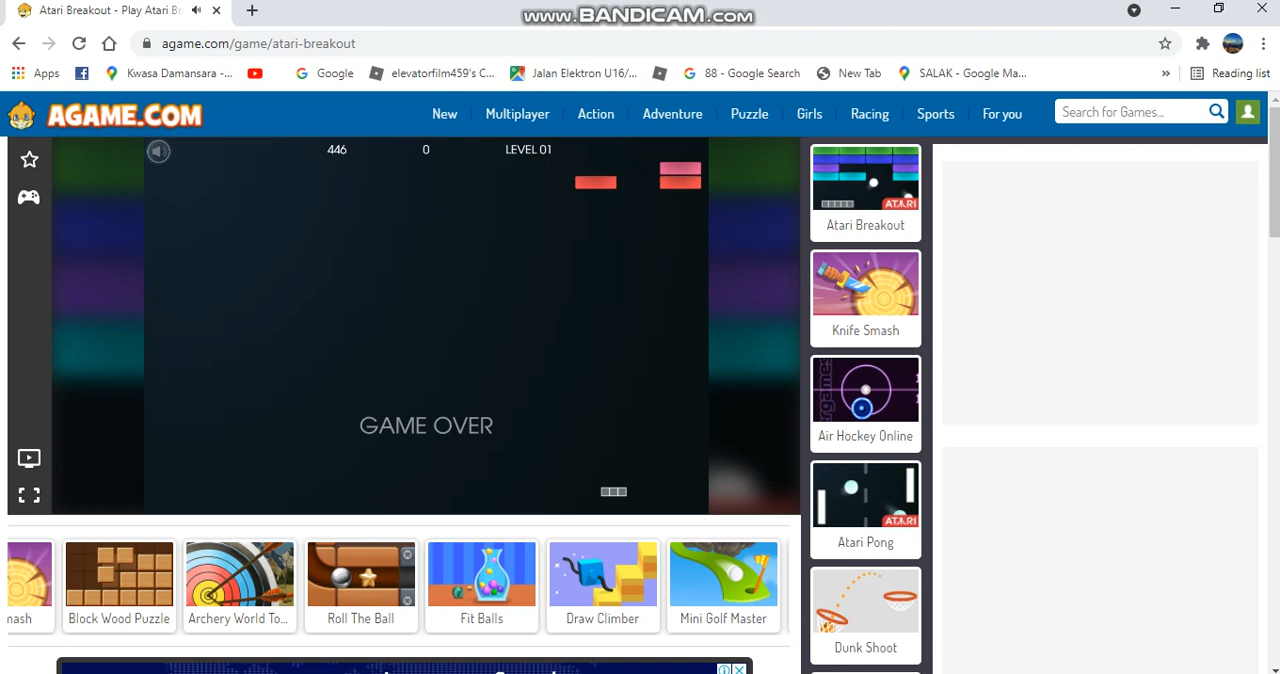 Atari Breakout - Play Atari Br
www.BANDICAM.com
agame.com/game/atari-breakout
Apps
Kwasa Damansara -...
Google
elevatorfilm459's C...
Jalan Elektron U16/...
88 - Google Search
New Tab
SALAK - Google Ma...
»
Reading list
AGAME.COM
New
Multiplayer
Action
Adventure
Puzzle
Girls
Racing
Sports
For you
Search for Games...
446
0
LEVEL 01
GAME OVER
ATARI
Atari Breakout
Knife Smash
Air Hockey Online
ATARI
Atari Pong
Dunk Shoot
mash
Block Wood Puzzle
Archery World To...
Roll The Ball
Fit Balls
Draw Climber
Mini Golf Master